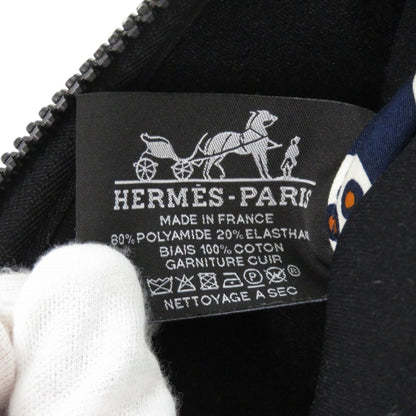 HERMÈS-PARIS
MADE IN FRANCE
80% POLYAMIDE 20% ELASTHAN
BIAIS 100% COTON
GARNITURE CUIR
NETTOYAGE A SEC